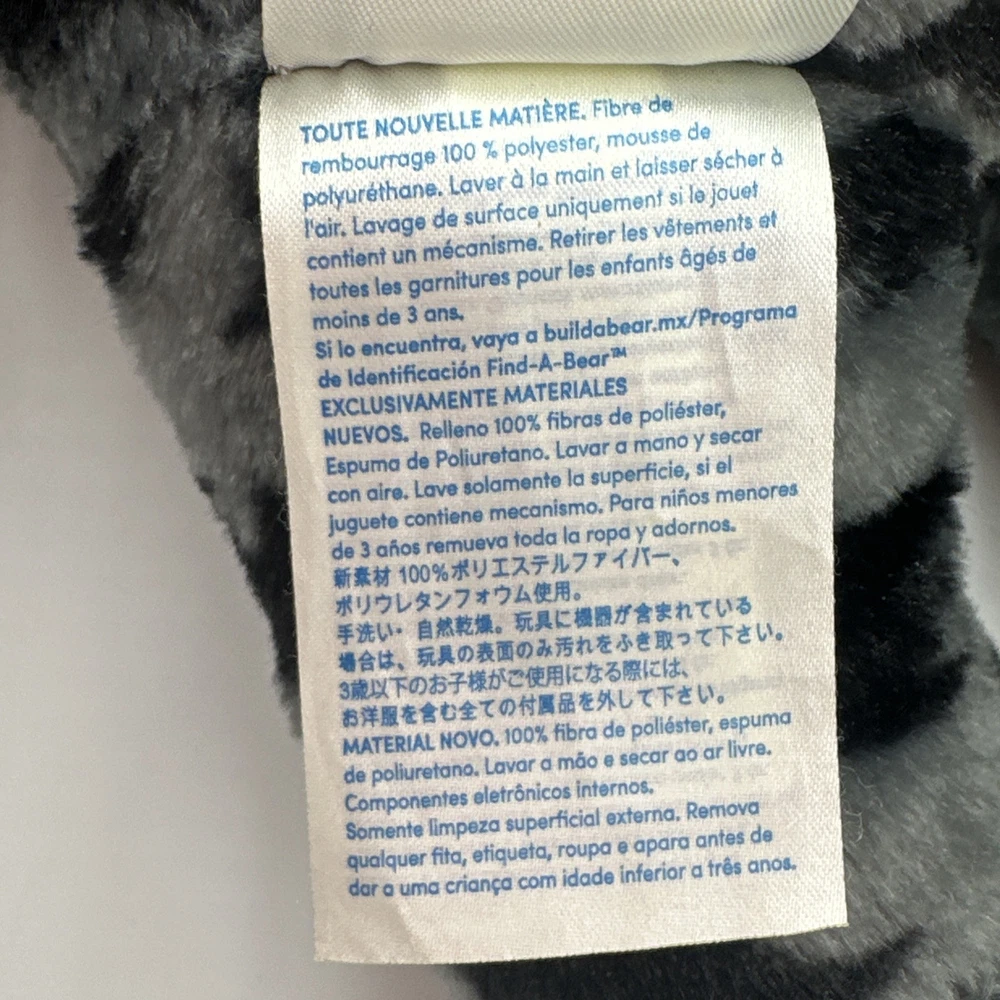 TOUTE NOUVELLE MATIÈRE. Fibre de
rembourrage 100 % polyester, mousse de
polyuréthane. Laver à la main et laisser sécher à
l'air. Lavage de surface uniquement si le jouet
contient un mécanisme. Retirer les vêtements et
toutes les garnitures pour les enfants âgés de
moins de 3 ans.
Si lo encuentra, vaya a buildabear.mx/Programa
de Identificación Find-A-Bear™
EXCLUSIVAMENTE MATERIALES
NUEVOS. Relleno 100% fibras de poliéster,
Espuma de Poliuretano. Lavar a mano y secar
con aire. Lave solamente la superficie, si el
juguete contiene mecanismo. Para niños menores
de 3 años remueva toda la ropa y adornos.
新素材 100%ポリエステルファイバー、
ポリウレタンフォウム使用。
手洗い・自然乾燥。玩具に機器が含まれている
場合は、玩具の表面のみ汚れをふき取って下さい。
3歳以下のお子様がご使用になる際には、
お洋服を含む全ての付属品を外して下さい。
MATERIAL NOVO. 100% fibra de poliéster, espuma
de poliuretano. Lavar a mão e secar ao ar livre.
Componentes eletrônicos internos.
Somente limpeza superficial externa. Remova
qualquer fita, etiqueta, roupa e apara antes de
dar a uma criança com idade inferior a três anos.